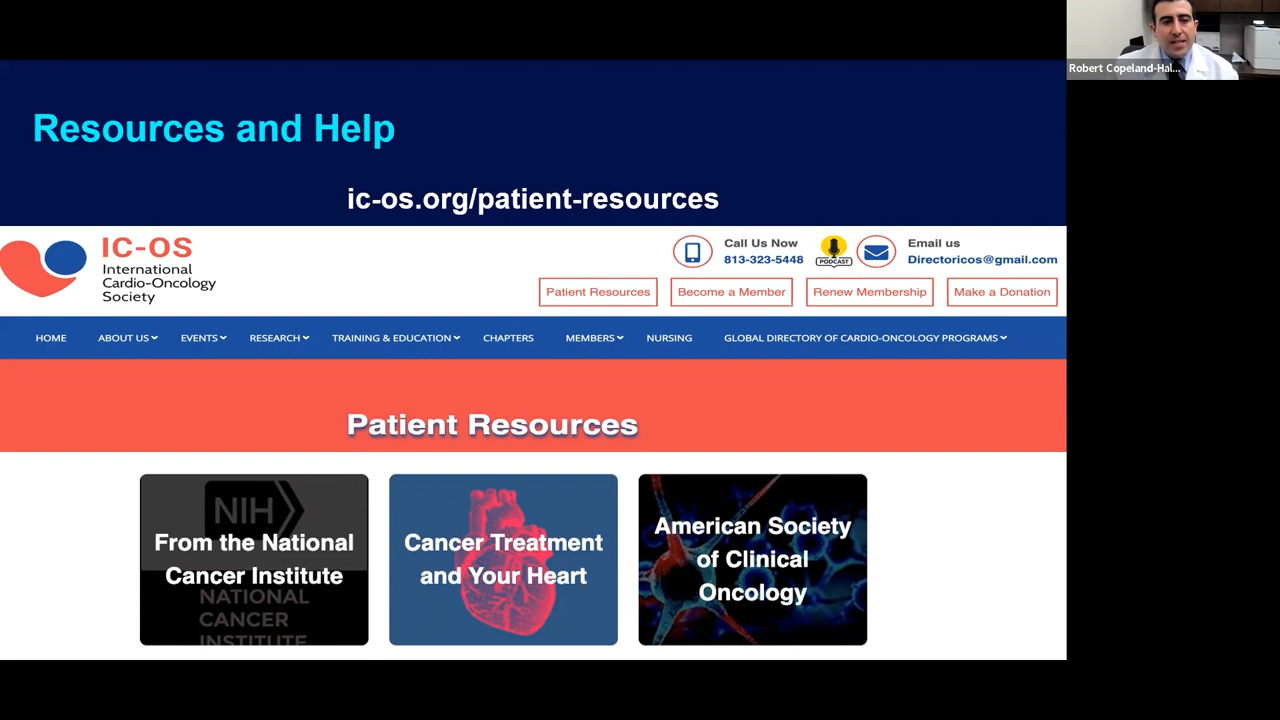 Robert Copeland-Hal...
Resources and Help
ic-os.org/patient-resources
IC-OS
International
Cardio-Oncology
Society
Call Us Now
813-323-5448
PODCAST
Email us
Directoricos@gmail.com
Patient Resources
Become a Member
Renew Membership
Make a Donation
HOME
ABOUT US
EVENTS
RESEARCH
TRAINING & EDUCATION
CHAPTERS
MEMBERS
NURSING
GLOBAL DIRECTORY OF CARDIO-ONCOLOGY PROGRAMS
Patient Resources
NIH
From the National
Cancer Institute
NATIONAL
CANCER
INSTITUTE
Cancer Treatment
and Your Heart
American Society
of Clinical
Oncology